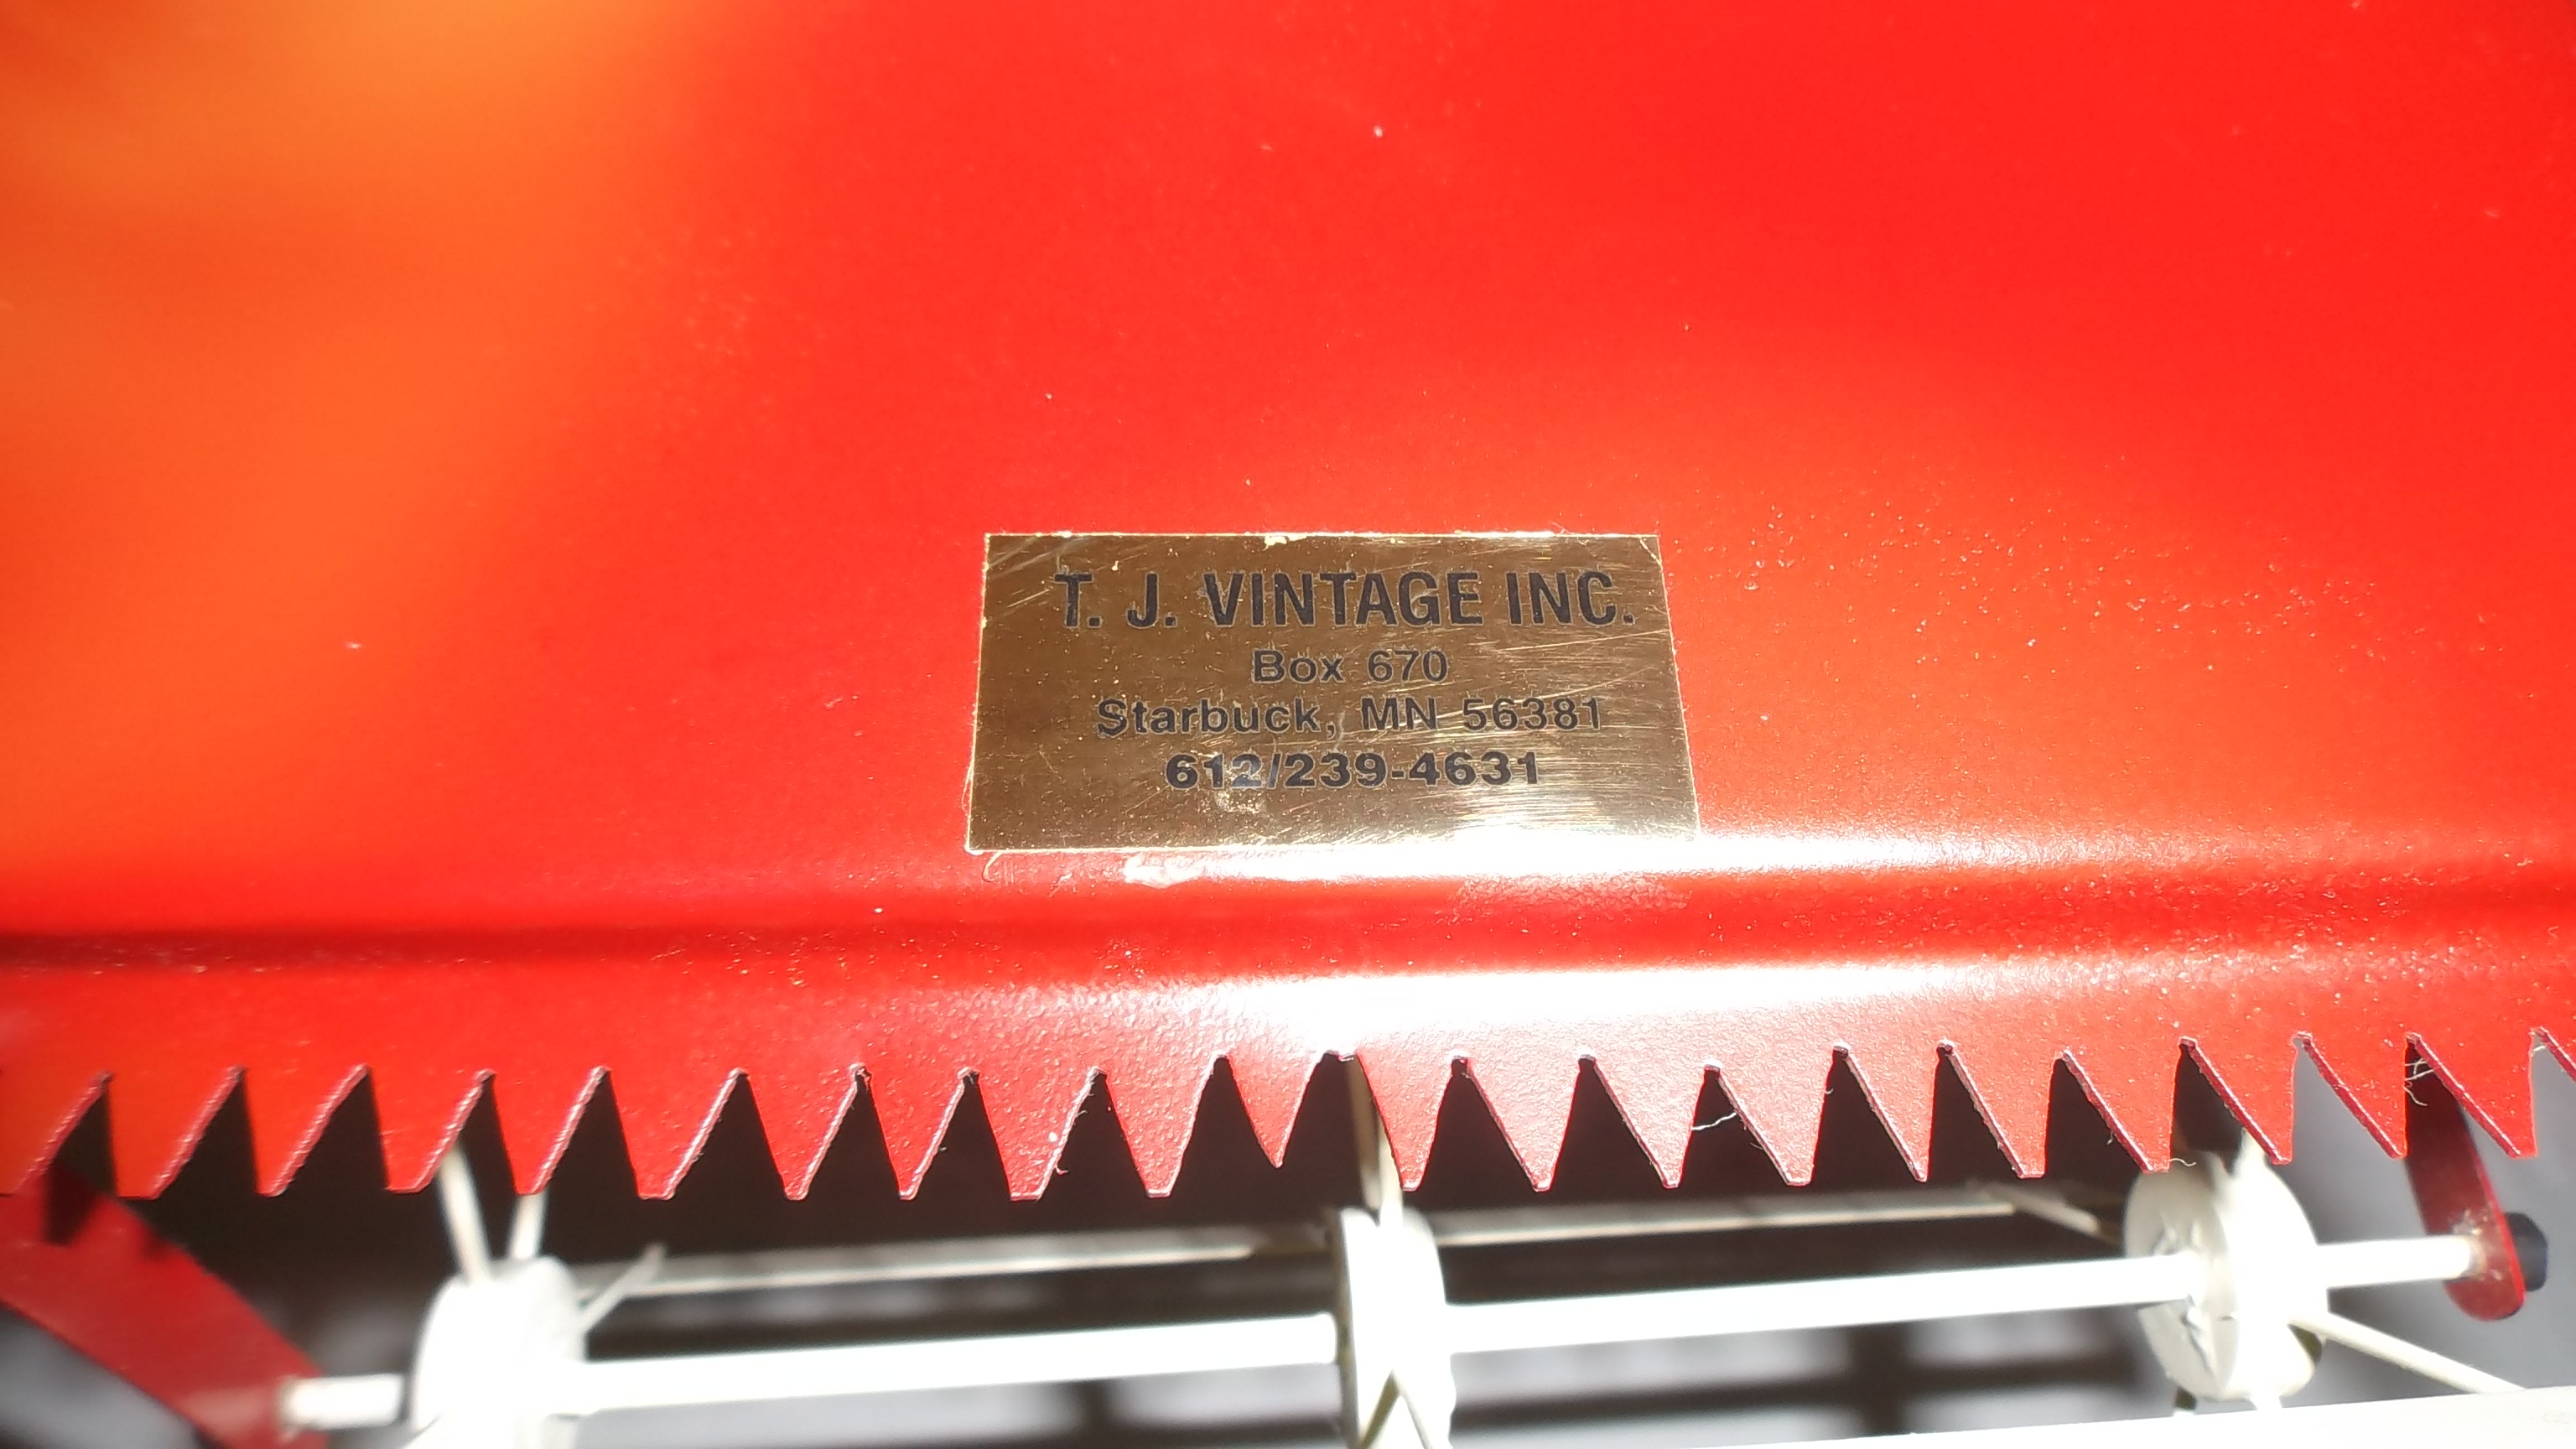 T. J. VINTAGE INC.
Box 670
Starbuck, MN 56381
612/239-4631